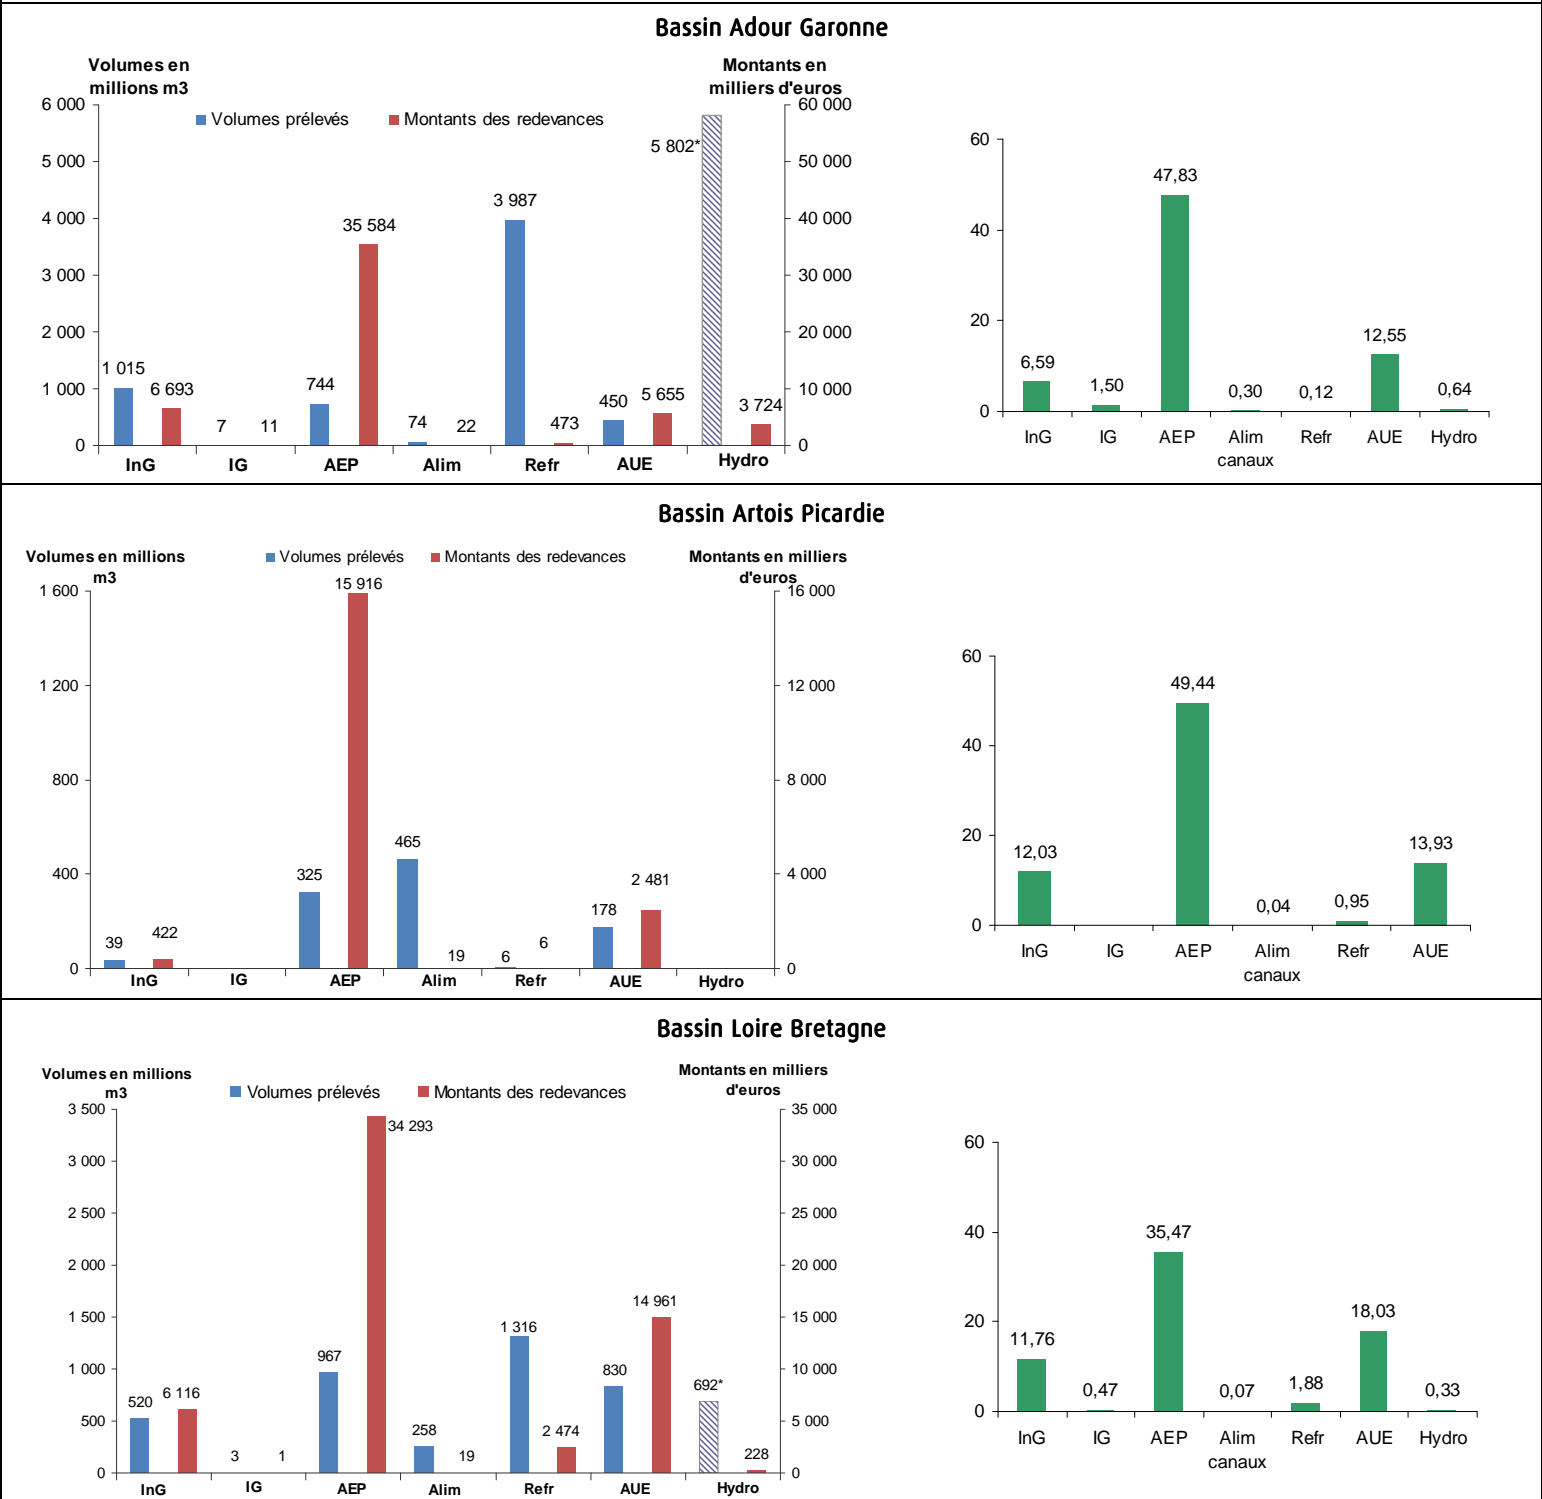 Bassin Adour Garonne
Volumes en
millions m3
Montants en
milliers d'euros
Volumes prélevés
Montants des redevances
6 000
5 000
4 000
3 000
2 000
1 000
0
60 000
50 000
40 000
30 000
20 000
10 000
0
1 015
6 693
7
11
744
35 584
74
22
3 987
473
450
5 655
5 802*
3 724
InG
IG
AEP
Alim
Refr
AUE
Hydro
60
40
20
0
6,59
1,50
47,83
0,30
0,12
12,55
0,64
InG
IG
AEP
Alim
canaux
Refr
AUE
Hydro
Bassin Artois Picardie
Volumes en millions
m3
Volumes prélevés
Montants des redevances
Montants en milliers
d'euros
1 600
1 200
800
400
0
16 000
12 000
8 000
4 000
0
39
422
325
15 916
465
19
6
6
178
2 481
InG
IG
AEP
Alim
Refr
AUE
Hydro
60
40
20
0
12,03
49,44
0,04
0,95
13,93
InG
IG
AEP
Alim
canaux
Refr
AUE
Bassin Loire Bretagne
Volumes en millions
m3
Volumes prélevés
Montants des redevances
Montants en milliers
d'euros
3 500
3 000
2 500
2 000
1 500
1 000
500
0
35 000
30 000
25 000
20 000
15 000
10 000
5 000
0
520
6 116
3
1
967
34 293
258
19
1 316
2 474
830
14 961
692*
228
InG
IG
AEP
Alim
Refr
AUE
Hydro
60
40
20
0
11,76
0,47
35,47
0,07
1,88
18,03
0,33
InG
IG
AEP
Alim
canaux
Refr
AUE
Hydro